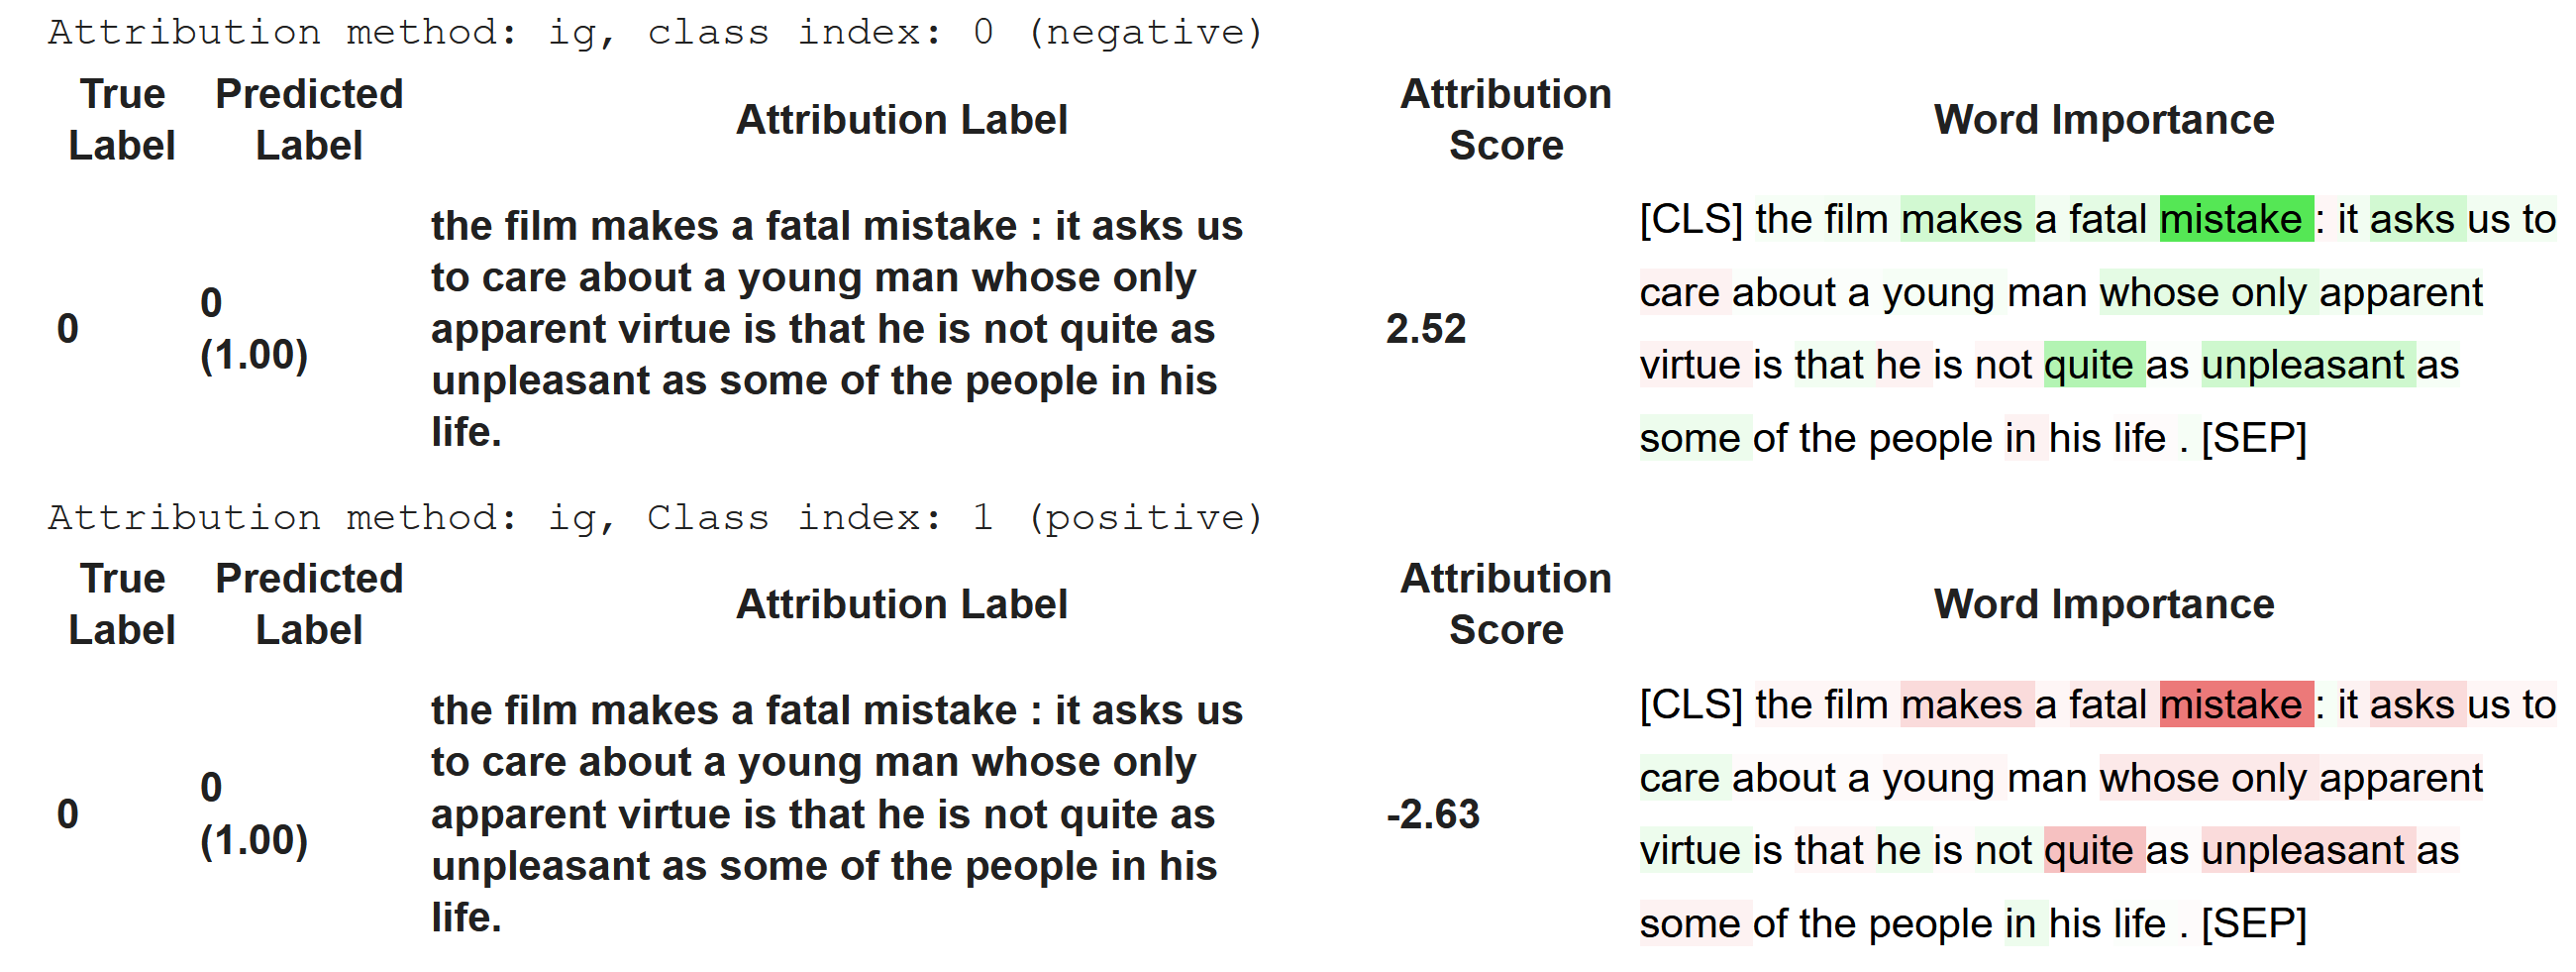 Attribution method: ig, class index: 0 (negative)
True Label
Predicted Label
Attribution Label
Attribution Score
Word Importance
0
0 (1.00)
the film makes a fatal mistake : it asks us
to care about a young man whose only
apparent virtue is that he is not quite as
unpleasant as some of the people in his
life.
2.52
[CLS] the film makes a fatal mistake : it asks us to
care about a young man whose only apparent
virtue is that he is not quite as unpleasant as
some of the people in his life . [SEP]
Attribution method: ig, Class index: 1 (positive)
True Label
Predicted Label
Attribution Label
Attribution Score
Word Importance
0
0 (1.00)
the film makes a fatal mistake : it asks us
to care about a young man whose only
apparent virtue is that he is not quite as
unpleasant as some of the people in his
life.
-2.63
[CLS] the film makes a fatal mistake : it asks us to
care about a young man whose only apparent
virtue is that he is not quite as unpleasant as
some of the people in his life . [SEP]